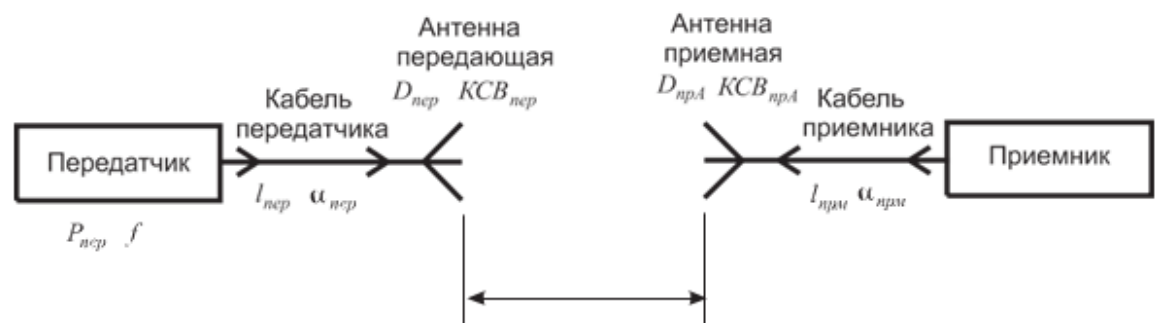 Антенна
передающая
D_пер КСВ_пер
Антенна
приемная
D_прА КСВ_прА
Кабель
передатчика
Кабель
приемника
Передатчик
Приемник
l_пер α_пер
l_прм α_прм
P_пер f